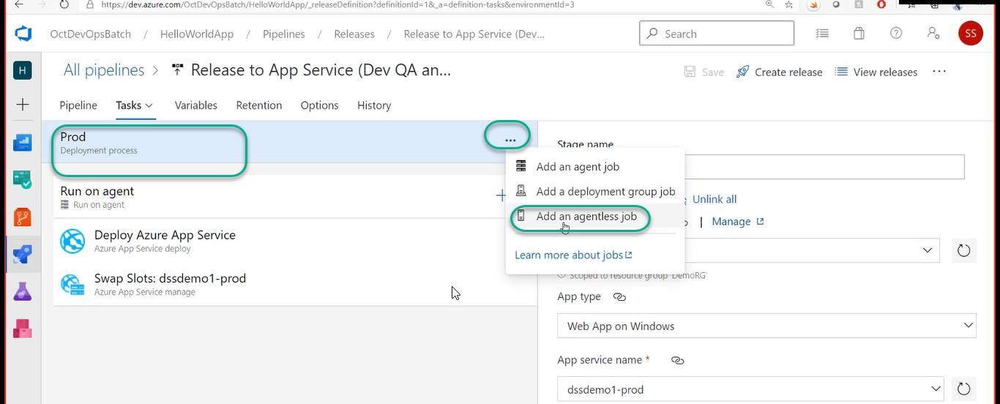 https://dev.azure.com/OctDevOpsBatch/HelloWorldApp/_releaseDefinition?definitionId=1&_a=definition-tasks&environmentId=3
OctDevOpsBatch / HelloWorldApp / Pipelines / Releases / Release to App Service (Dev...
Search
SS
H
All pipelines > Release to App Service (Dev QA an...
Save
Create release
View releases
...
Pipeline
Tasks
Variables
Retention
Options
History
Prod
Deployment process
...
Stage name
Add an agent job
Add a deployment group job
Add an agentless job
Learn more about jobs
Run on agent
Run on agent
Unlink all
| Manage
Deploy Azure App Service
Azure App Service deploy
Swap Slots: dssdemo1-prod
Azure App Service manage
Scoped to resource group 'DemoRG'
App type
Web App on Windows
App service name *
dssdemo1-prod